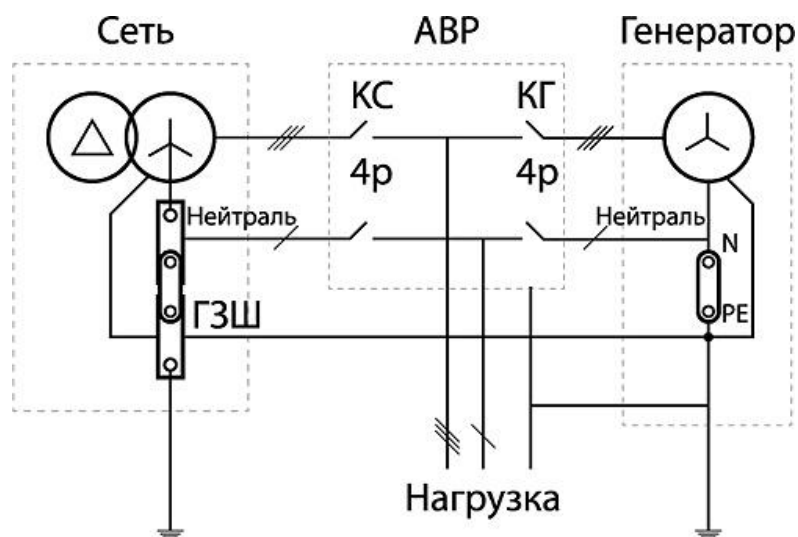 Сеть АВР Генератор
КС КГ
4р 4р
Нейтраль Нейтраль
N
ГЗШ PE
Нагрузка